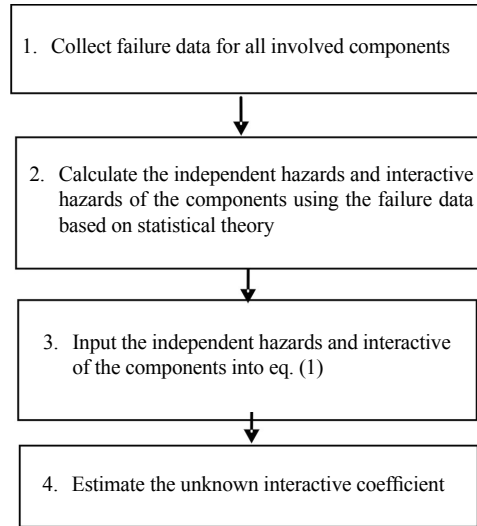 1. Collect failure data for all involved components
2. Calculate the independent hazards and interactive
hazards of the components using the failure data
based on statistical theory
3. Input the independent hazards and interactive
of the components into eq. (1)
4. Estimate the unknown interactive coefficient